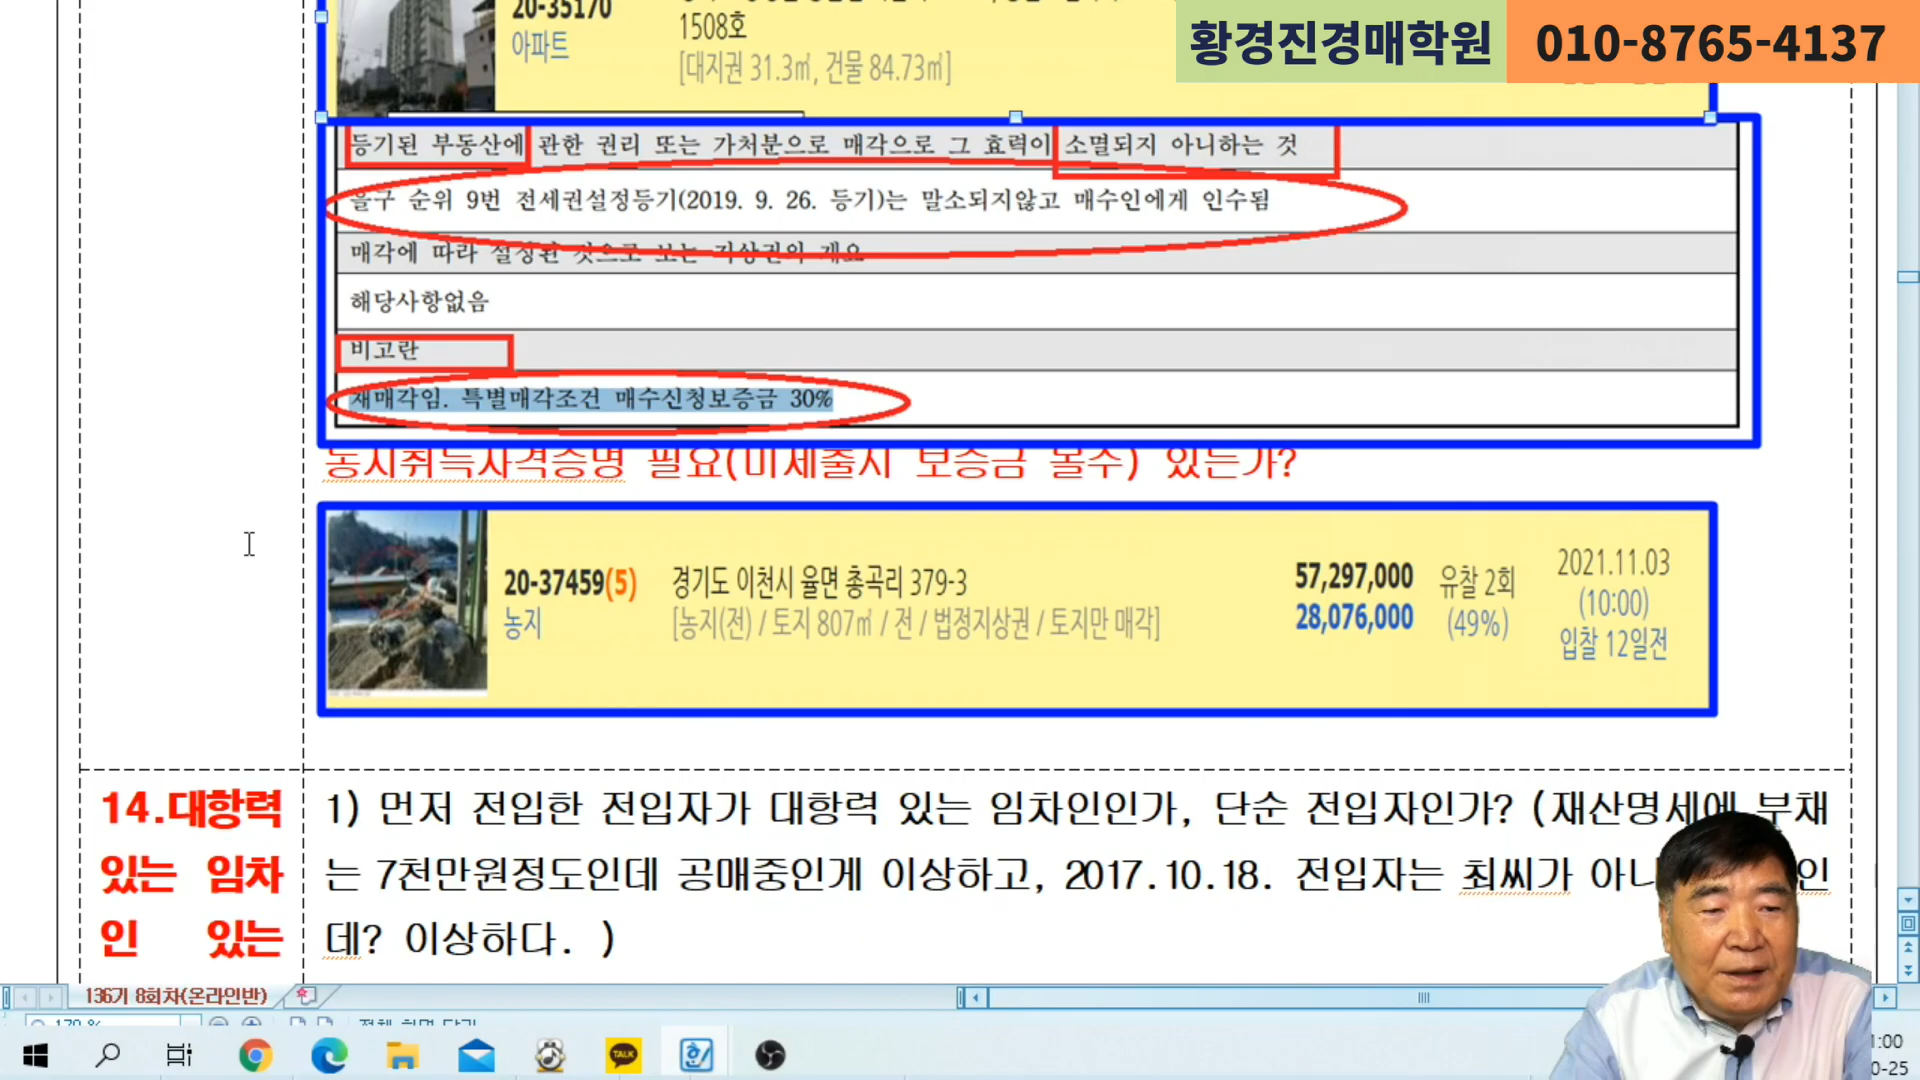 황경진경매학원 010-8765-4137
20-35170
아파트
1508호
[대지권 31.3㎡, 건물 84.73㎡]
등기된 부동산에 관한 권리 또는 가처분으로 매각으로 그 효력이 소멸되지 아니하는 것
을구 순위 9번 전세권설정등기(2019. 9. 26. 등기)는 말소되지않고 매수인에게 인수됨
매각에 따라 설정된 것으로 보는 지상권의 개요
해당사항없음
비고란
재매각임. 특별매각조건 매수신청보증금 30%
농지취득자격증명 필요(미제출시 보증금 몰수) 있는가?
20-37459(5)
농지
경기도 이천시 율면 총곡리 379-3
[농지(전) / 토지 807㎡ / 전 / 법정지상권 / 토지만 매각]
57,297,000
28,076,000
유찰 2회
(49%)
2021.11.03
(10:00)
입찰 12일전
14.대항력
있는 임차
인 있는
1) 먼저 전입한 전입자가 대항력 있는 임차인인가, 단순 전입자인가? (재산명세에 부채
는 7천만원정도인데 공매중인게 이상하고, 2017.10.18. 전입자는 최씨가 아니 인
데? 이상하다. )
136기 8회차(온라인반)
TALK
:00
0-25